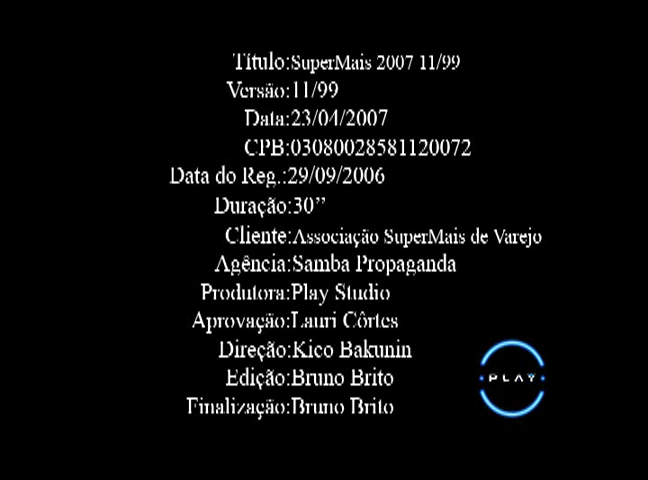 Título:SuperMais 2007 11/99
Versão:11/99
Data:23/04/2007
CPB:03080028581120072
Data do Reg.:29/09/2006
Duração:30”
Cliente:Associação SuperMais de Varejo
Agência:Samba Propaganda
Produtora:Play Studio
Aprovação:Lauri Côrtes
Direção:Kico Bakunin
Edição:Bruno Brito
Finalização:Bruno Brito
PLAY